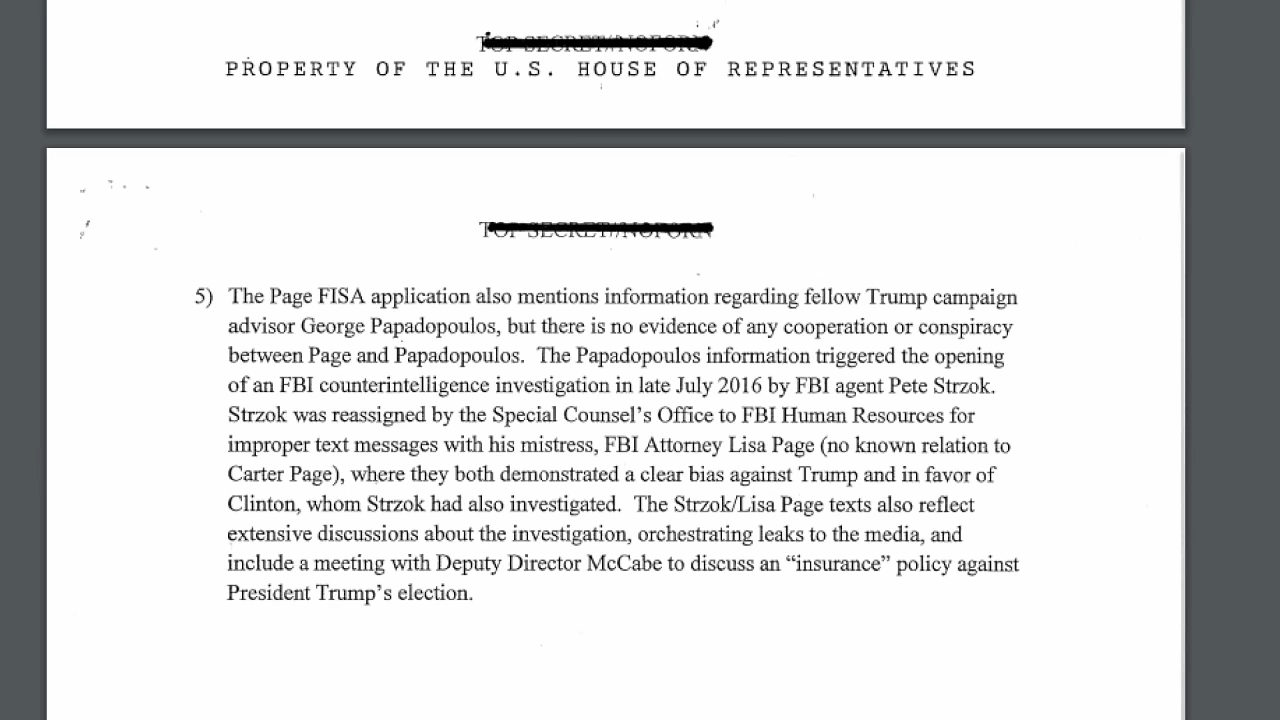 TOP SECRET//NOFORN
PROPERTY OF THE U.S. HOUSE OF REPRESENTATIVES
TOP SECRET//NOFORN
5) The Page FISA application also mentions information regarding fellow Trump campaign
advisor George Papadopoulos, but there is no evidence of any cooperation or conspiracy
between Page and Papadopoulos. The Papadopoulos information triggered the opening
of an FBI counterintelligence investigation in late July 2016 by FBI agent Pete Strzok.
Strzok was reassigned by the Special Counsel's Office to FBI Human Resources for
improper text messages with his mistress, FBI Attorney Lisa Page (no known relation to
Carter Page), where they both demonstrated a clear bias against Trump and in favor of
Clinton, whom Strzok had also investigated. The Strzok/Lisa Page texts also reflect
extensive discussions about the investigation, orchestrating leaks to the media, and
include a meeting with Deputy Director McCabe to discuss an “insurance” policy against
President Trump's election.